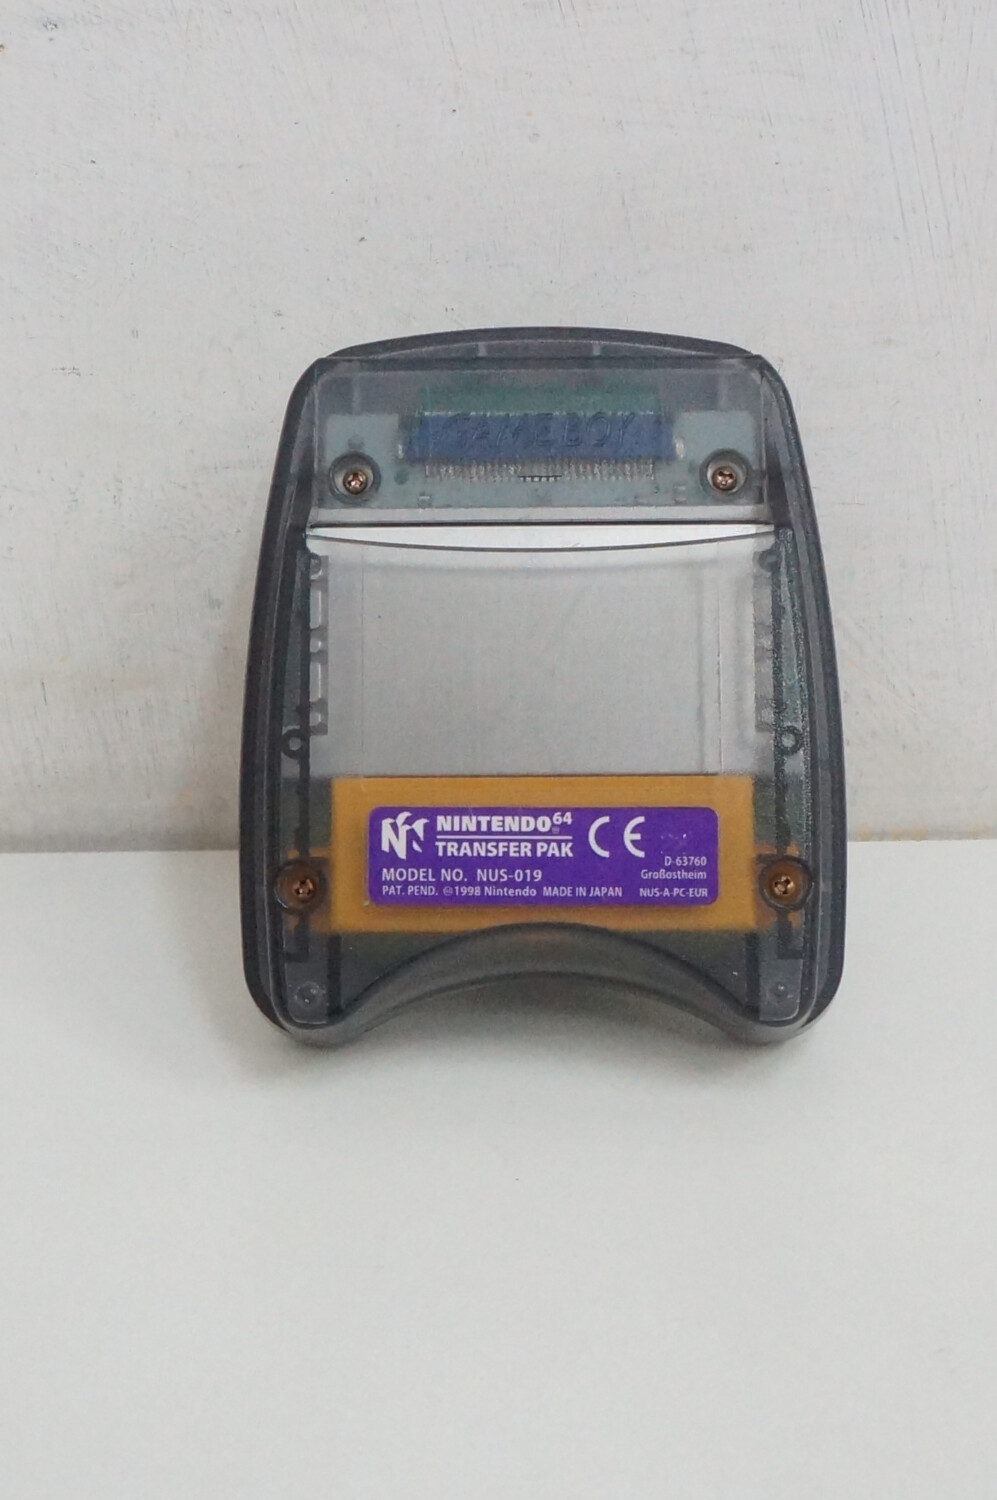 GAME BOY
NINTENDO64
TRANSFER PAK
CE
D-63760
Großostheim
MODEL NO. NUS-019
PAT. PEND. ©1998 Nintendo MADE IN JAPAN NUS-A-PC-EUR